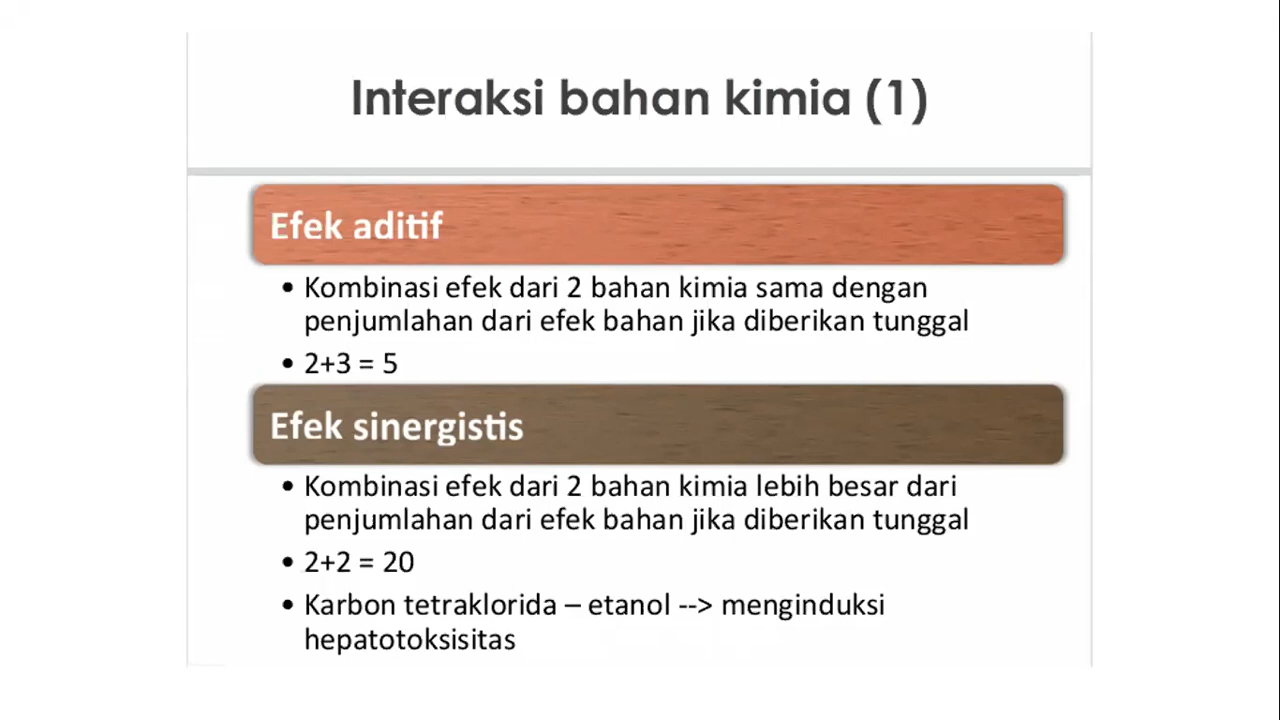 Interaksi bahan kimia (1)
Efek aditif
• Kombinasi efek dari 2 bahan kimia sama dengan
penjumlahan dari efek bahan jika diberikan tunggal
• 2+3 = 5
Efek sinergistis
• Kombinasi efek dari 2 bahan kimia lebih besar dari
penjumlahan dari efek bahan jika diberikan tunggal
• 2+2 = 20
• Karbon tetraklorida – etanol --> menginduksi
hepatotoksisitas